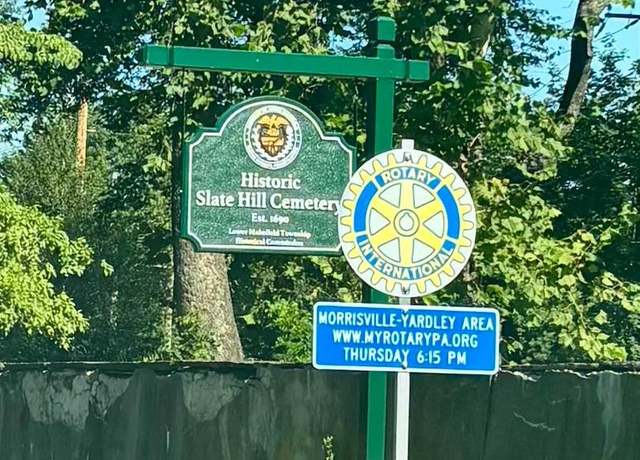 Historic
Slate Hill Cemetery
Est. 1690
Lower Makefield Township
Historical Commission
ROTARY
INTERNATIONAL
MORRISVILLE-YARDLEY AREA
WWW.MYROTARYPA.ORG
THURSDAY 6:15 PM